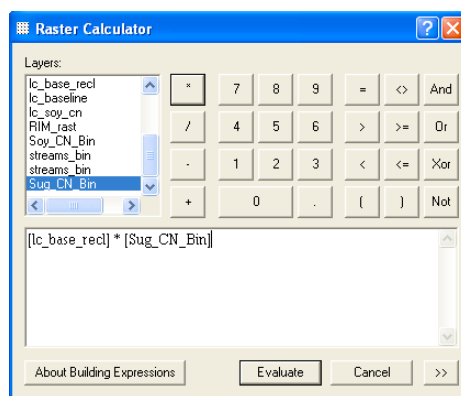 Raster Calculator
Layers:
lc_base_recl
lc_baseline
lc_soy_cn
RIM_rast
Soy_CN_Bin
streams_bin
streams_bin
Sug_CN_Bin
* 7 8 9 = <> And
/ 4 5 6 > >= Or
- 1 2 3 < <= Xor
+ 0 . ( ) Not
[lc_base_recl] * [Sug_CN_Bin]
About Building Expressions Evaluate Cancel >>